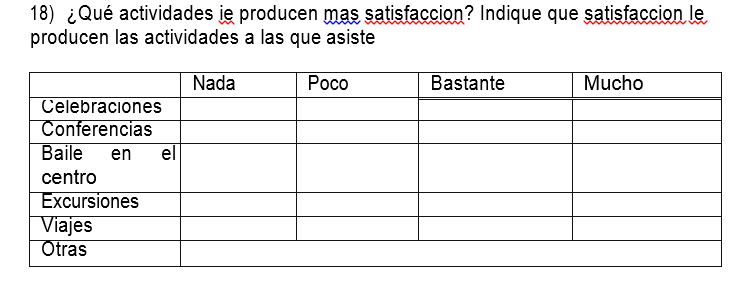 18) ¿Qué actividades ie producen mas satisfaccion? Indique que satisfaccion le
producen las actividades a las que asiste
Nada Poco Bastante Mucho
Celebraciones
Conferencias
Baile en el
centro
Excursiones
Viajes
Otras